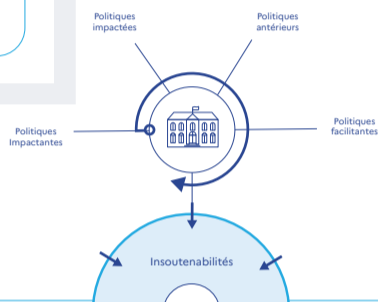 Politiques
impactées
Politiques
antérieurs
Politiques
Impactantes
Politiques
facilitantes
Insoutenabilités